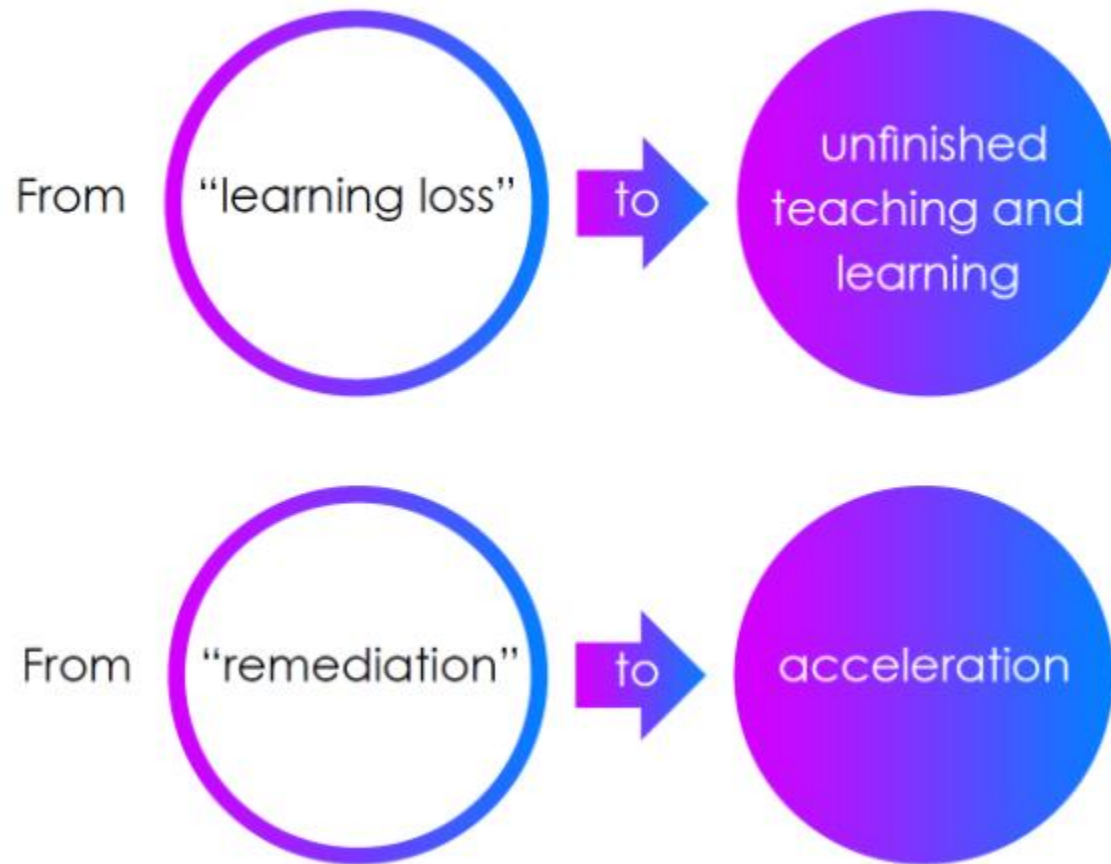 From “learning loss” to unfinished
teaching and
learning
From “remediation” to acceleration